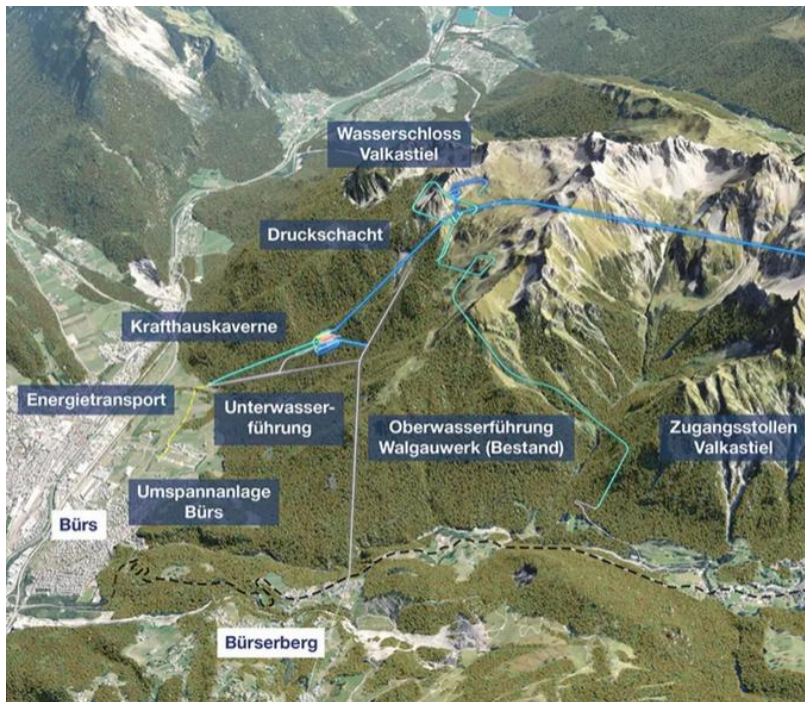 Wasserschloss
Valkastiel
Druckschacht
Krafthauskaverne
Energietransport
Unterwasser-
führung
Oberwasserführung
Walgauwerk (Bestand)
Zugangsstollen
Valkastiel
Umspannanlage
Bürs
Bürs
Bürserberg